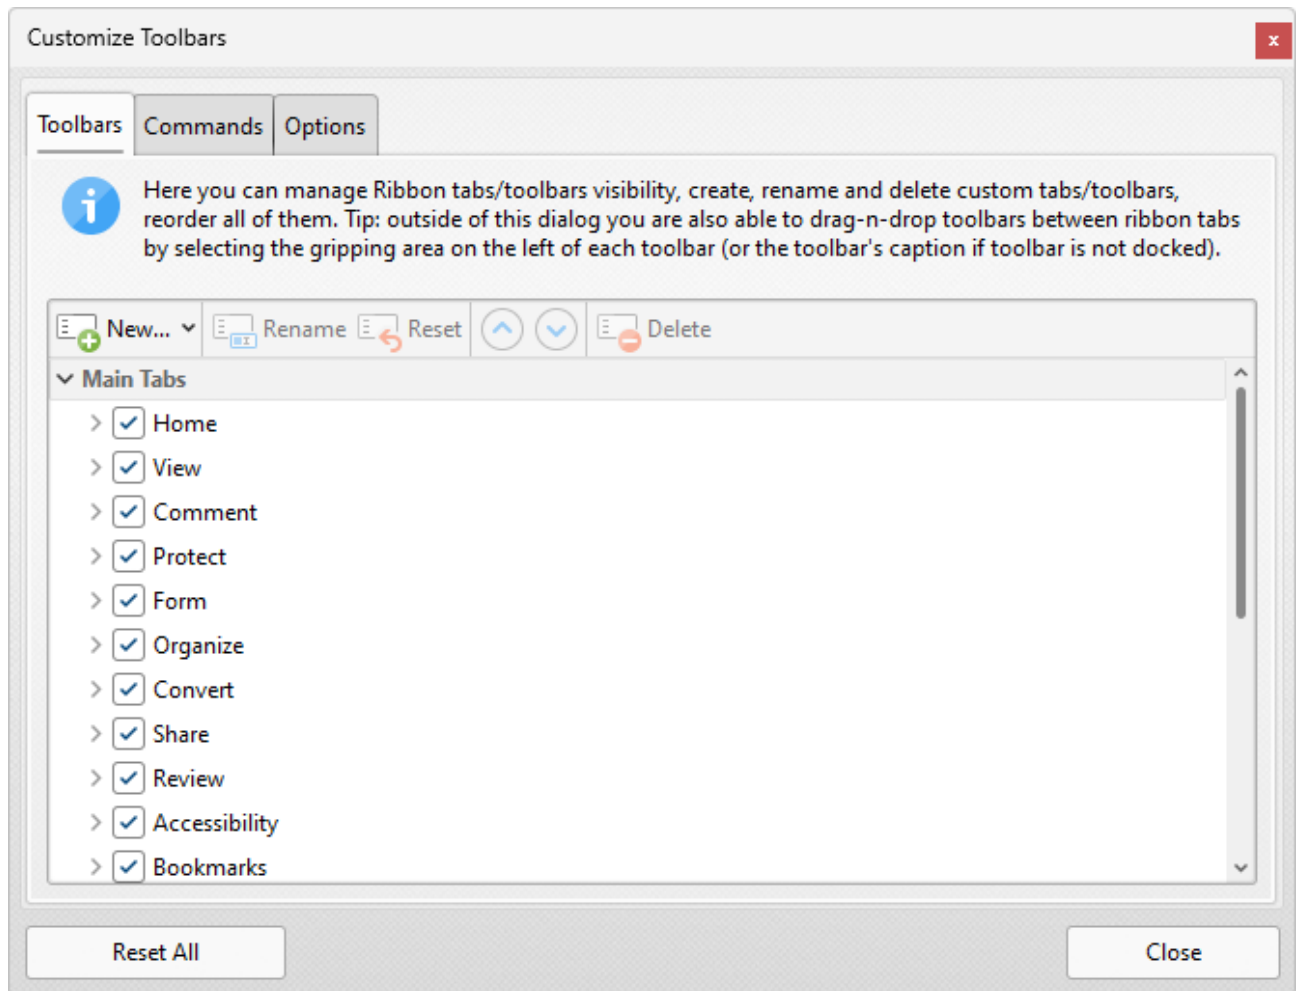 Customize Toolbars
x
Toolbars Commands Options
Here you can manage Ribbon tabs/toolbars visibility, create, rename and delete custom tabs/toolbars,
reorder all of them. Tip: outside of this dialog you are also able to drag-n-drop toolbars between ribbon tabs
by selecting the gripping area on the left of each toolbar (or the toolbar's caption if toolbar is not docked).
New... Rename Reset Delete
Main Tabs
Home
View
Comment
Protect
Form
Organize
Convert
Share
Review
Accessibility
Bookmarks
Reset All Close